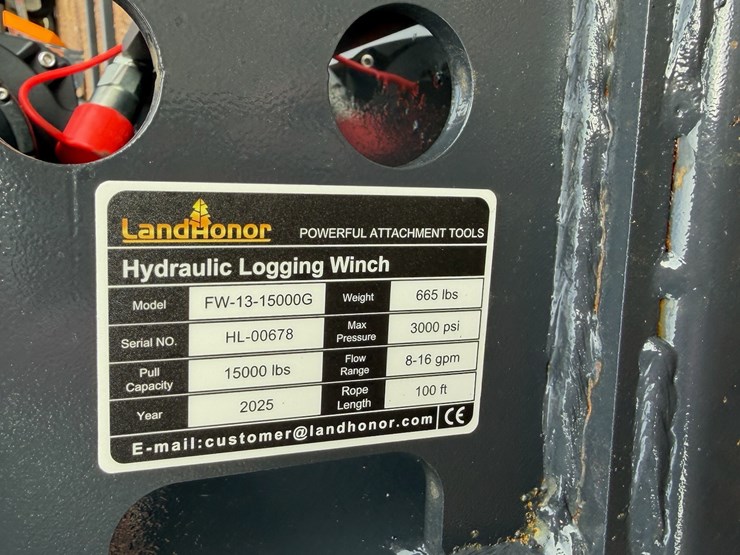 LandHonor POWERFUL ATTACHMENT TOOLS
Hydraulic Logging Winch
Model FW-13-15000G Weight 665 lbs
Serial NO. HL-00678 Max Pressure 3000 psi
Pull Capacity 15000 lbs Flow Range 8-16 gpm
Year 2025 Rope Length 100 ft
E-mail:customer@landhonor.com CE